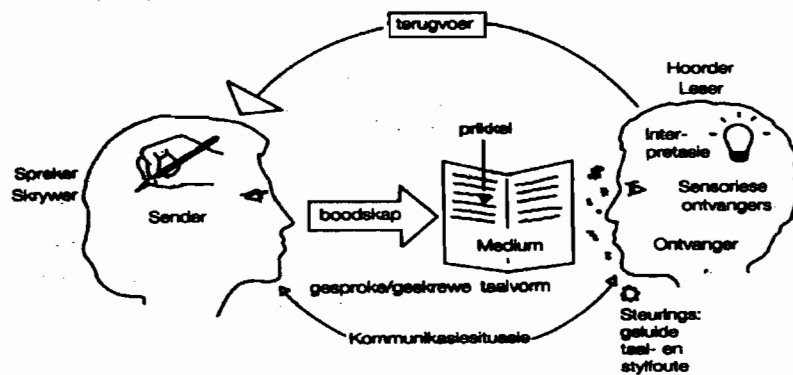 terugvoer
Hoorder
Leser
prikkel
Inter-
pretasie
Spreker
Skrywer
Sender
boodskap
Sensoriese
ontvangers
Medium
Ontvanger
gesproke/geskrewe taalvorm
Steurings:
geluide
taal- en
stylfoute
Kommunikasiesituasie